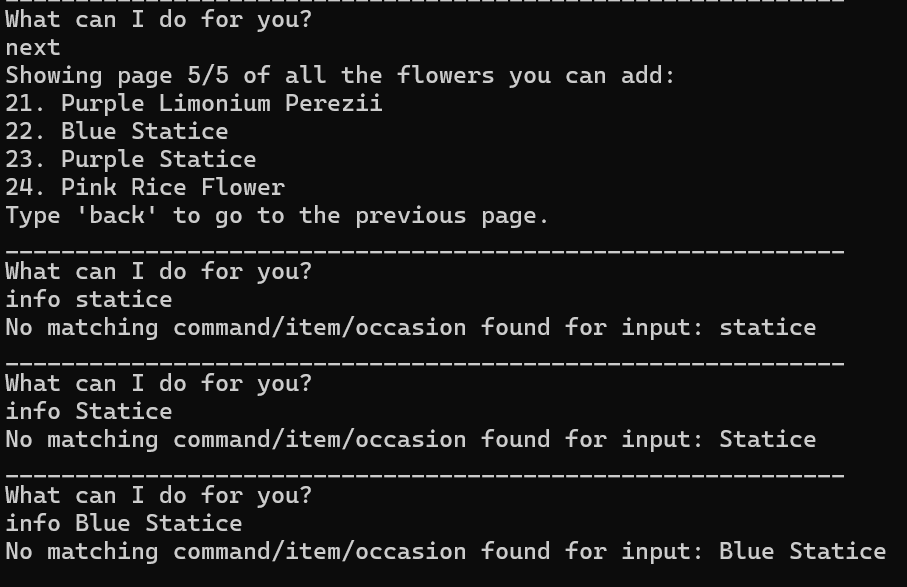 What can I do for you?
next
Showing page 5/5 of all the flowers you can add:
21. Purple Limonium Perezii
22. Blue Statice
23. Purple Statice
24. Pink Rice Flower
Type 'back' to go to the previous page.
____________________________________________________________
What can I do for you?
info statice
No matching command/item/occasion found for input: statice
____________________________________________________________
What can I do for you?
info Statice
No matching command/item/occasion found for input: Statice
____________________________________________________________
What can I do for you?
info Blue Statice
No matching command/item/occasion found for input: Blue Statice